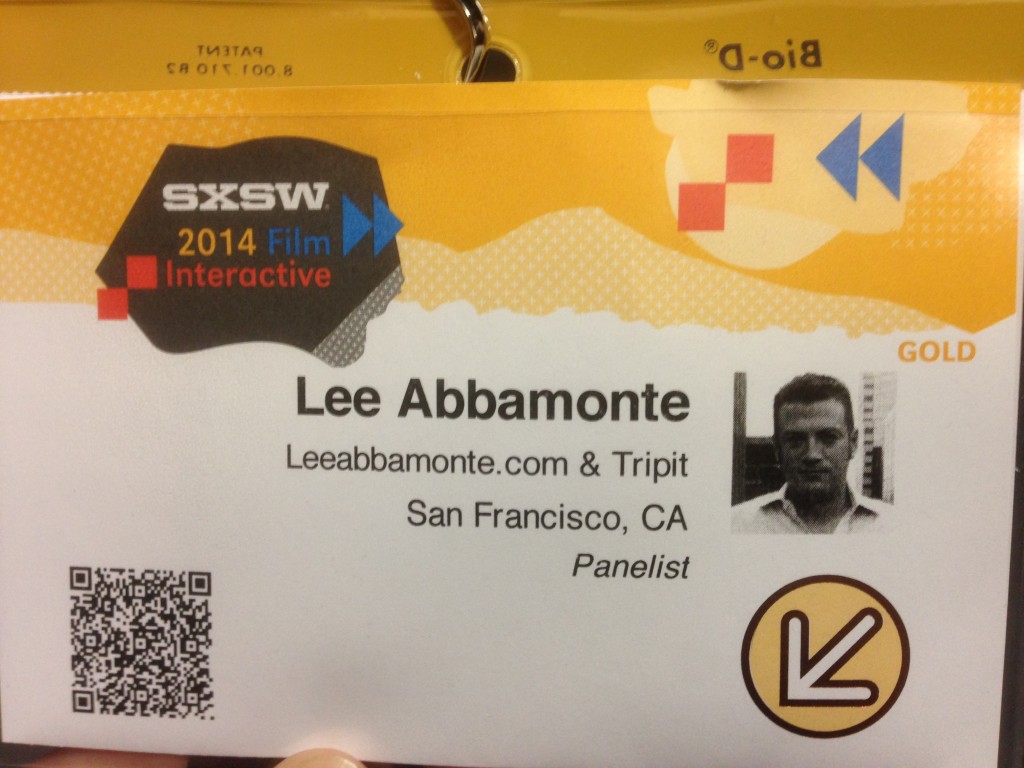 PATENT
8.001.710 B2
Bio-D®
SXSW
2014 Film
Interactive
GOLD
Lee Abbamonte
Leeabbamonte.com & Tripit
San Francisco, CA
Panelist